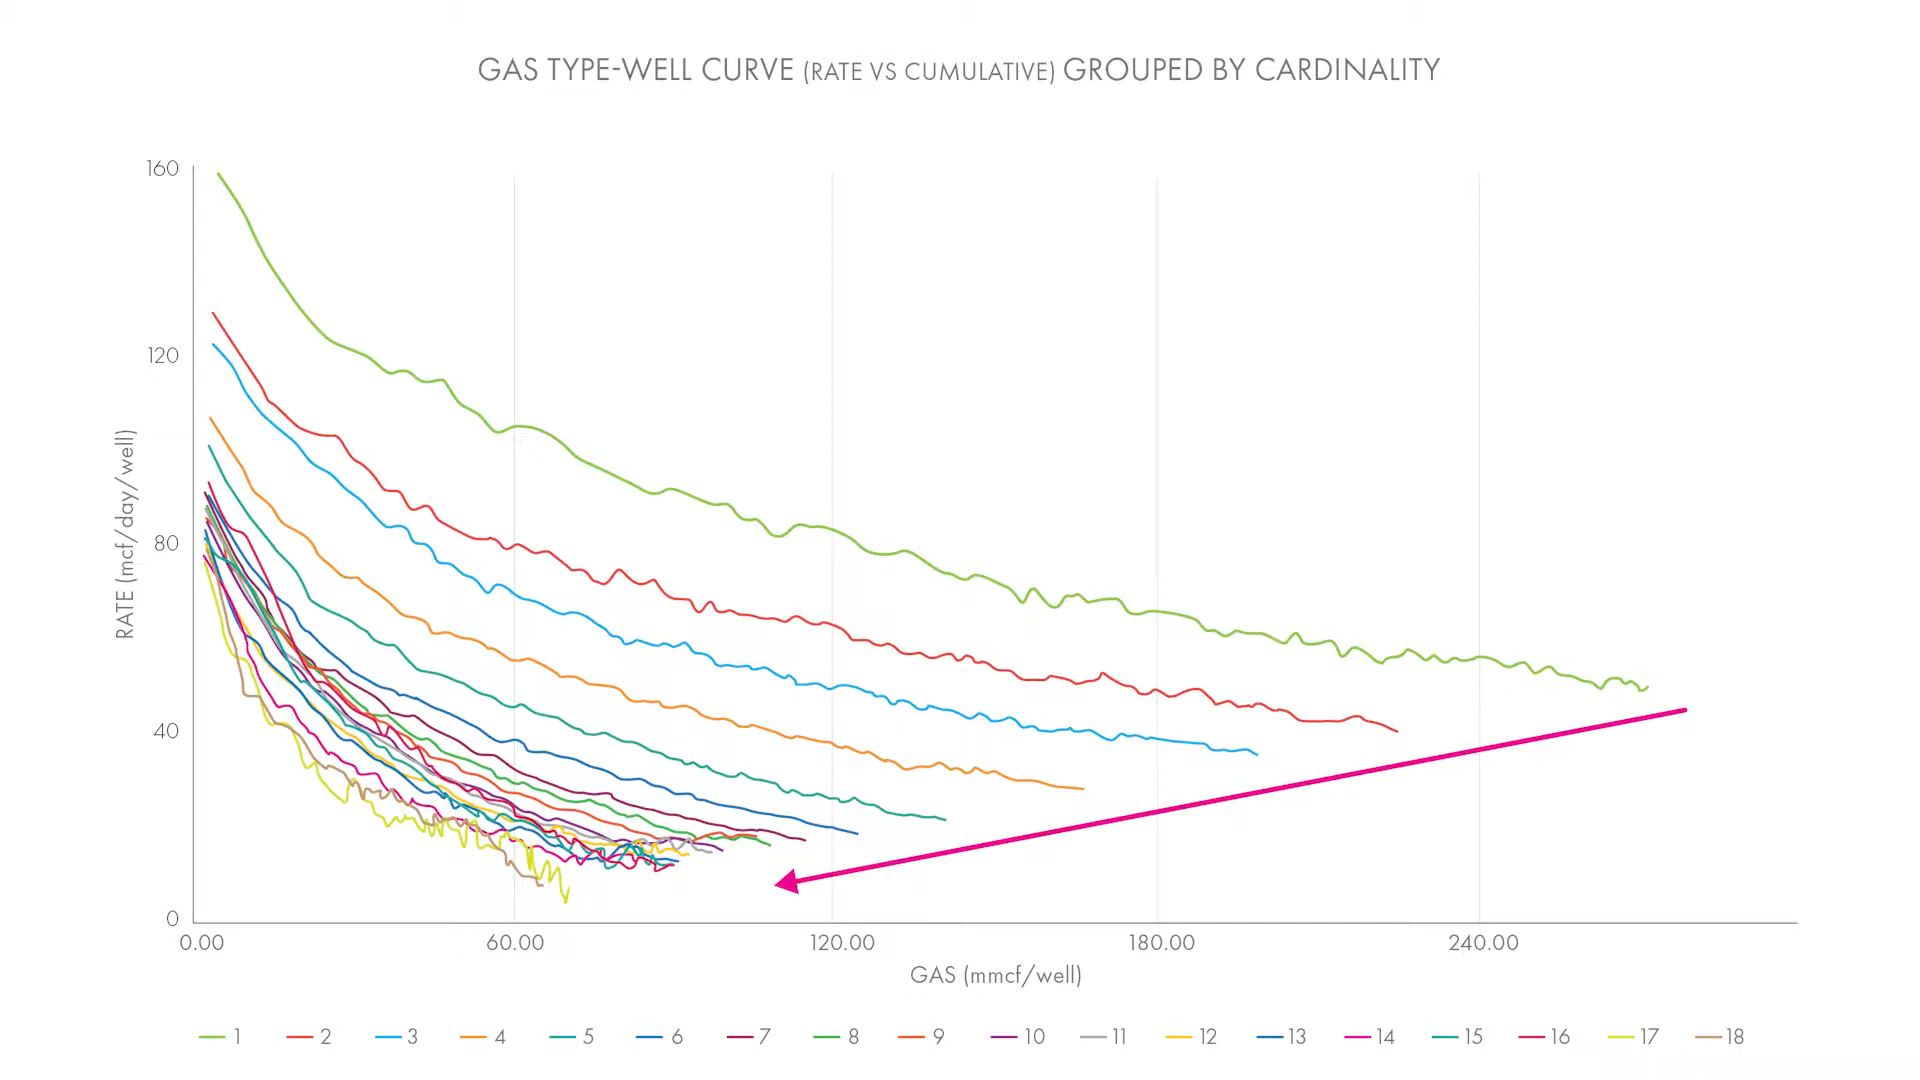 GAS TYPE-WELL CURVE (RATE VS CUMULATIVE) GROUPED BY CARDINALITY
160
120
80
40
0
RATE (mcf/day/well)
0.00 60.00 120.00 180.00 240.00
GAS (mmcf/well)
1 2 3 4 5 6 7 8 9 10 11 12 13 14 15 16 17 18